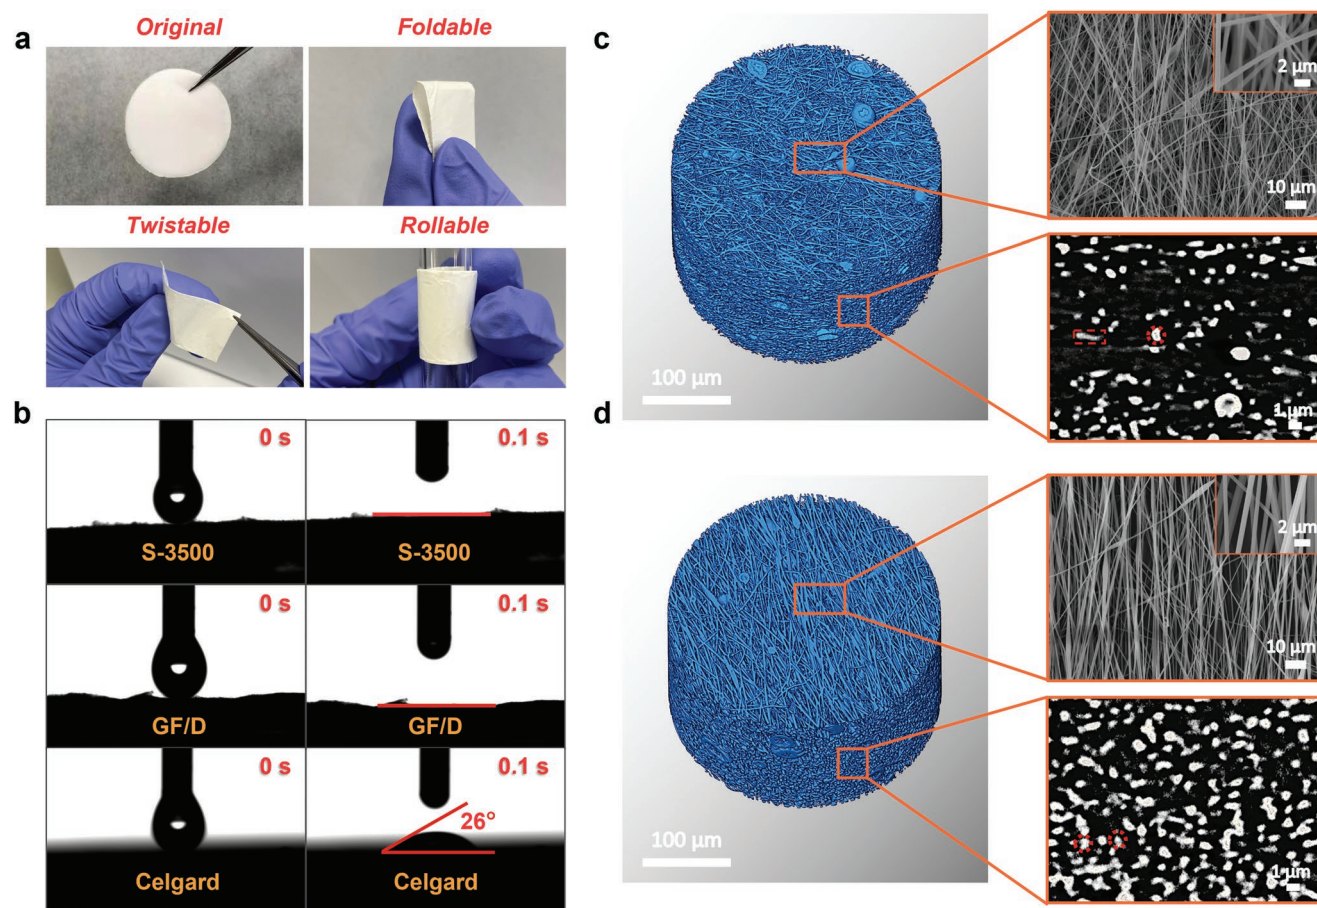 a
Original
Foldable
Twistable
Rollable
b
0 s
0.1 s
S-3500
S-3500
0 s
0.1 s
GF/D
GF/D
0 s
0.1 s
26°
Celgard
Celgard
c
2 µm
10 µm
1 µm
100 µm
d
2 µm
10 µm
1 µm
100 µm